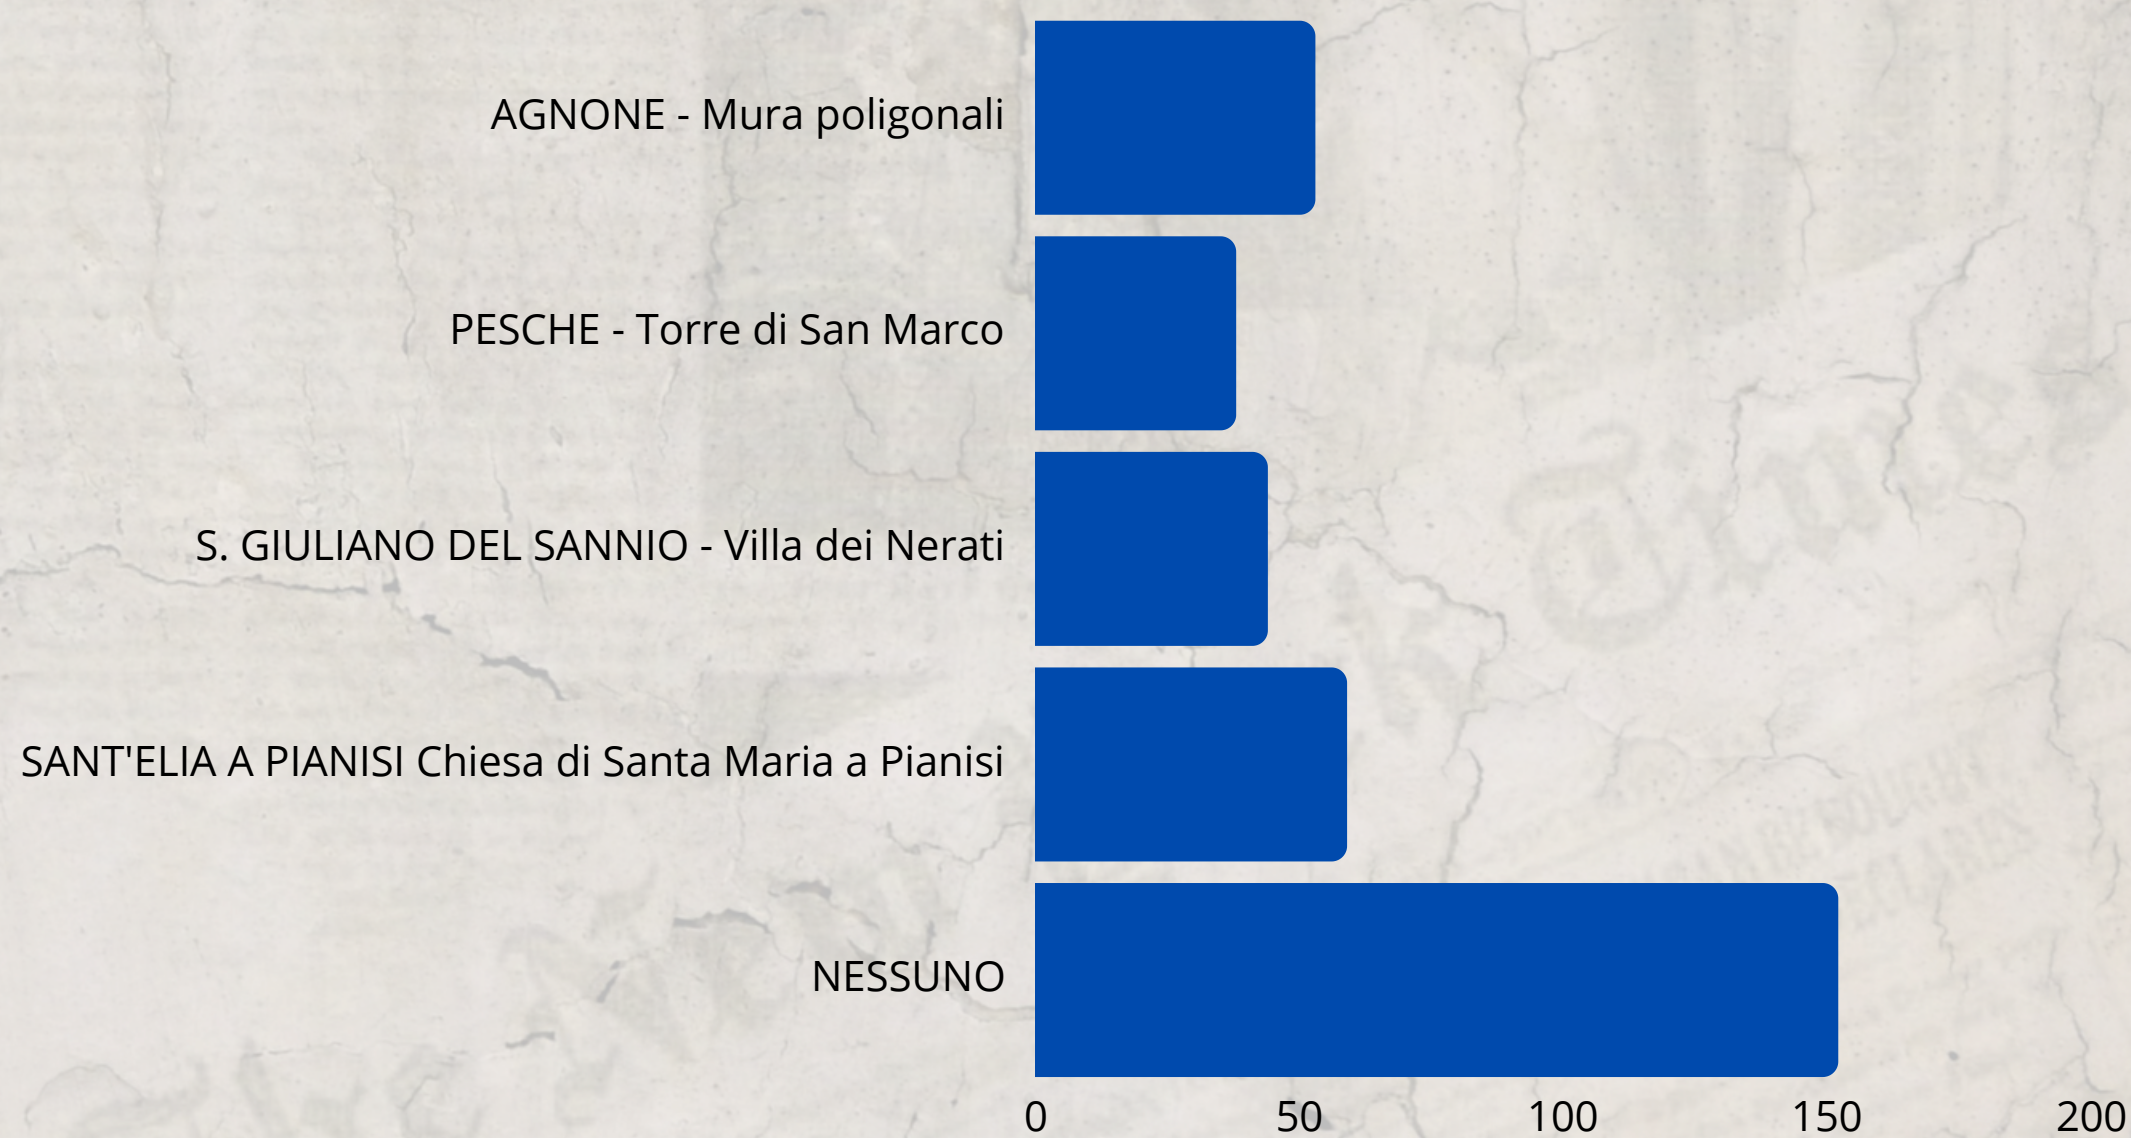 AGNONE - Mura poligonali
PESCHE - Torre di San Marco
S. GIULIANO DEL SANNIO - Villa dei Nerati
SANT'ELIA A PIANISI Chiesa di Santa Maria a Pianisi
NESSUNO
0 50 100 150 200